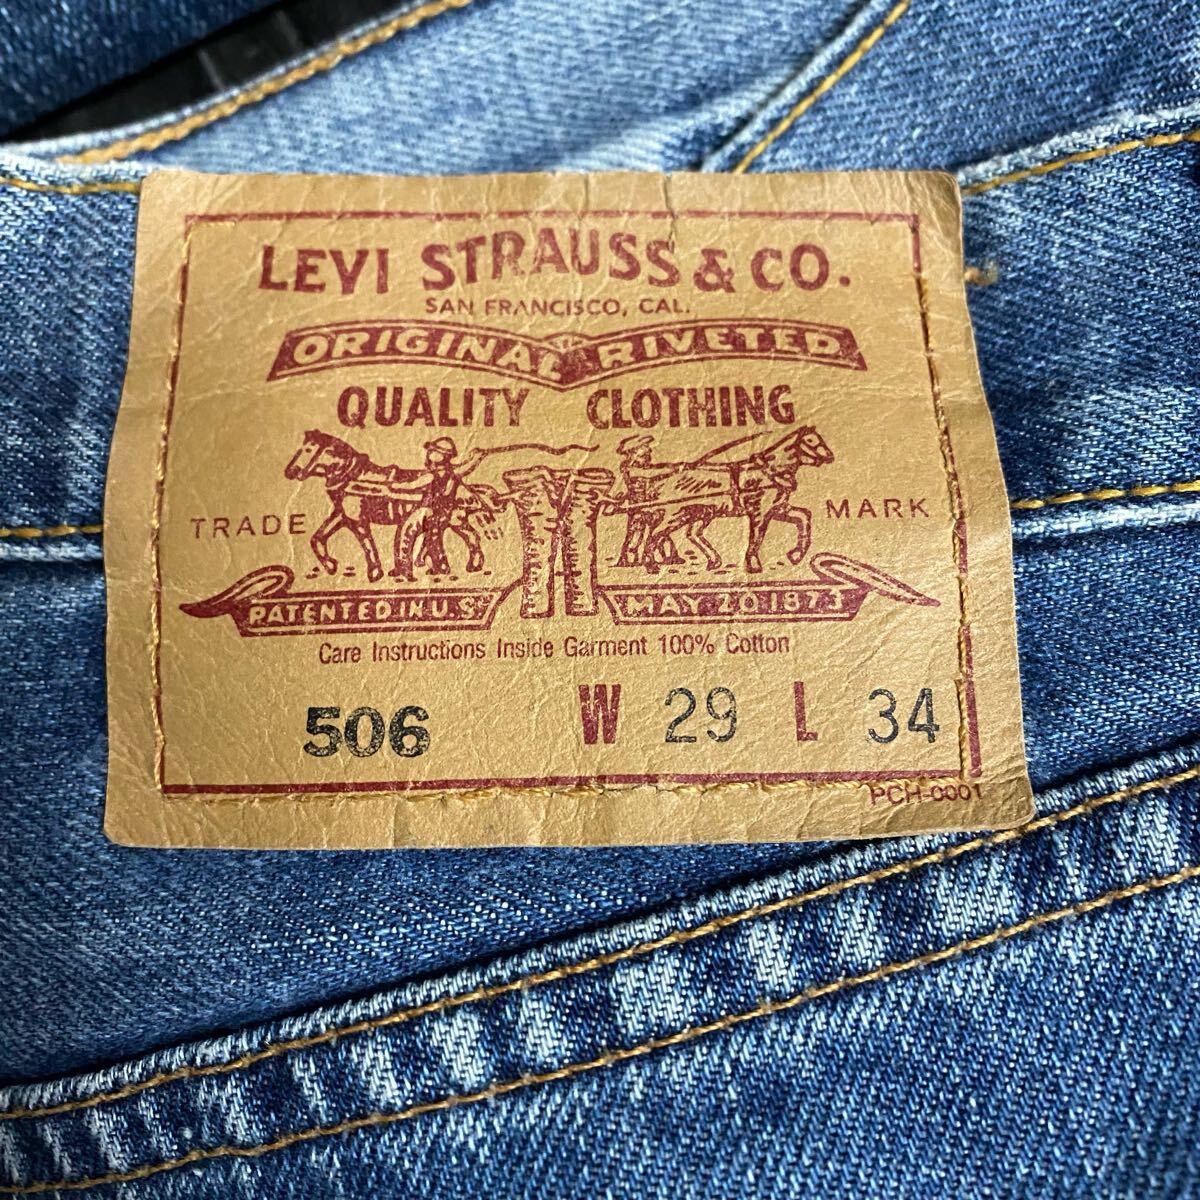 LEVI STRAUSS & CO.
SAN FRANCISCO, CAL.
ORIGINAL RIVETED
QUALITY CLOTHING
TRADE MARK
PATENTED IN U.S. MAY 20 1873
Care Instructions Inside Garment 100% Cotton
506 W 29 L 34
PCH-0001